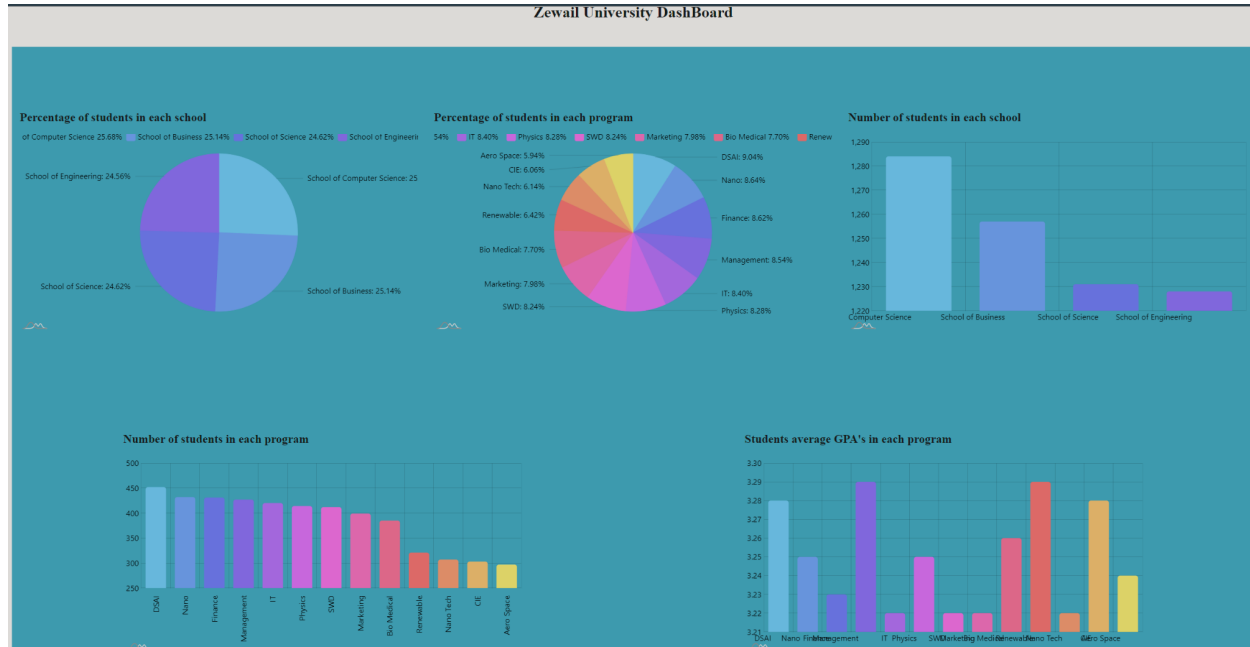 Zewail University DashBoard
Percentage of students in each school
of Computer Science 25.68% School of Business 25.14% School of Science 24.62% School of Engineerin
School of Engineering: 24.56%
School of Computer Science: 25
School of Science: 24.62%
School of Business: 25.14%
Percentage of students in each program
54% IT 8.40% Physics 8.28% SWD 8.24% Marketing 7.98% Bio Medical 7.70% Renew
Aero Space: 5.94%
DSAI: 9.04%
CIE: 6.06%
Nano: 8.64%
Nano Tech: 6.14%
Renewable: 6.42%
Finance: 8.62%
Bio Medical: 7.70%
Management: 8.54%
Marketing: 7.98%
IT: 8.40%
SWD: 8.24%
Physics: 8.28%
Number of students in each school
1,290
1,280
1,270
1,260
1,250
1,240
1,230
1,220
Computer Science School of Business School of Science School of Engineering
Number of students in each program
500
450
400
350
300
250
DSAI
Nano
Finance
Management
IT
Physics
SWD
Marketing
Bio Medical
Renewable
Nano Tech
CIE
Aero Space
Students average GPA's in each program
3.30
3.29
3.28
3.27
3.26
3.25
3.24
3.23
3.22
3.21
DSAI Nano Finance Management IT Physics SWD Marketing Bio Medical Renewable Nano Tech CIE Aero Space